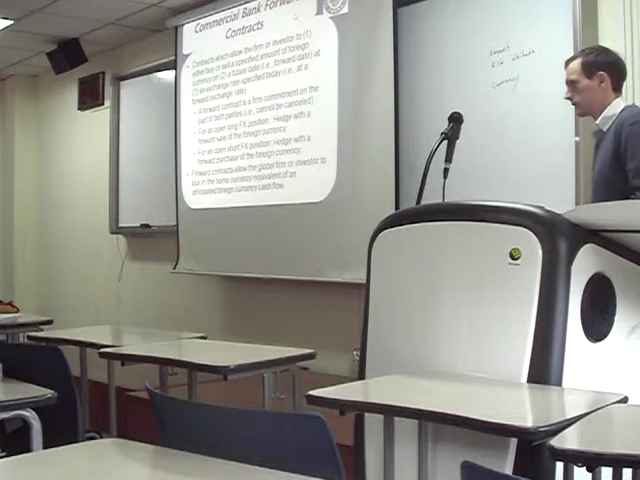 Commercial Bank Forward
Contracts
• Contracts which allow the firm or investor to (1)
either buy or sell a specified amount of foreign
currency on (2) a future date (i.e., forward date) at
(3) an exchange rate specified today (i.e., at a
forward exchange rate).
– A forward contract is a firm commitment on the
part of both parties (i.e., cannot be canceled)
– For an open long FX position: Hedge with a
forward sale of the foreign currency.
– For an open short FX position: Hedge with a
forward purchase of the foreign currency.
• Forward contracts allow the global firm or investor to
lock in the home currency equivalent of an
anticipated foreign currency cash flow
Risk attitude
Currency